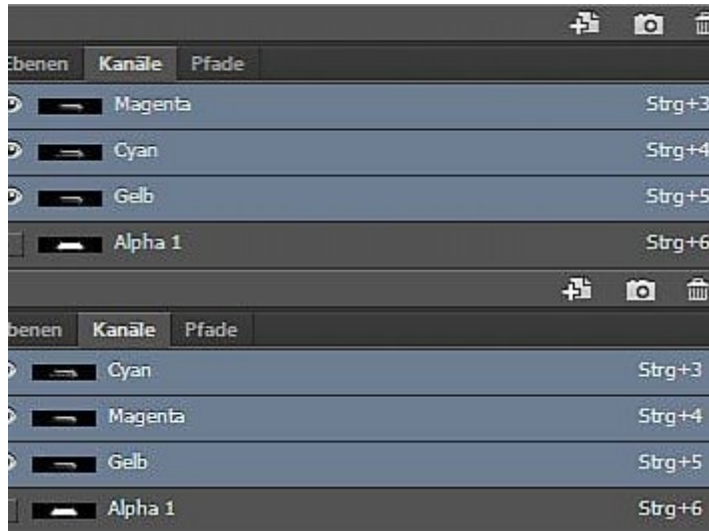 Ebenen Kanäle Pfade
Magenta Strg+3
Cyan Strg+4
Gelb Strg+5
Alpha 1 Strg+6
benen Kanäle Pfade
Cyan Strg+3
Magenta Strg+4
Gelb Strg+5
Alpha 1 Strg+6